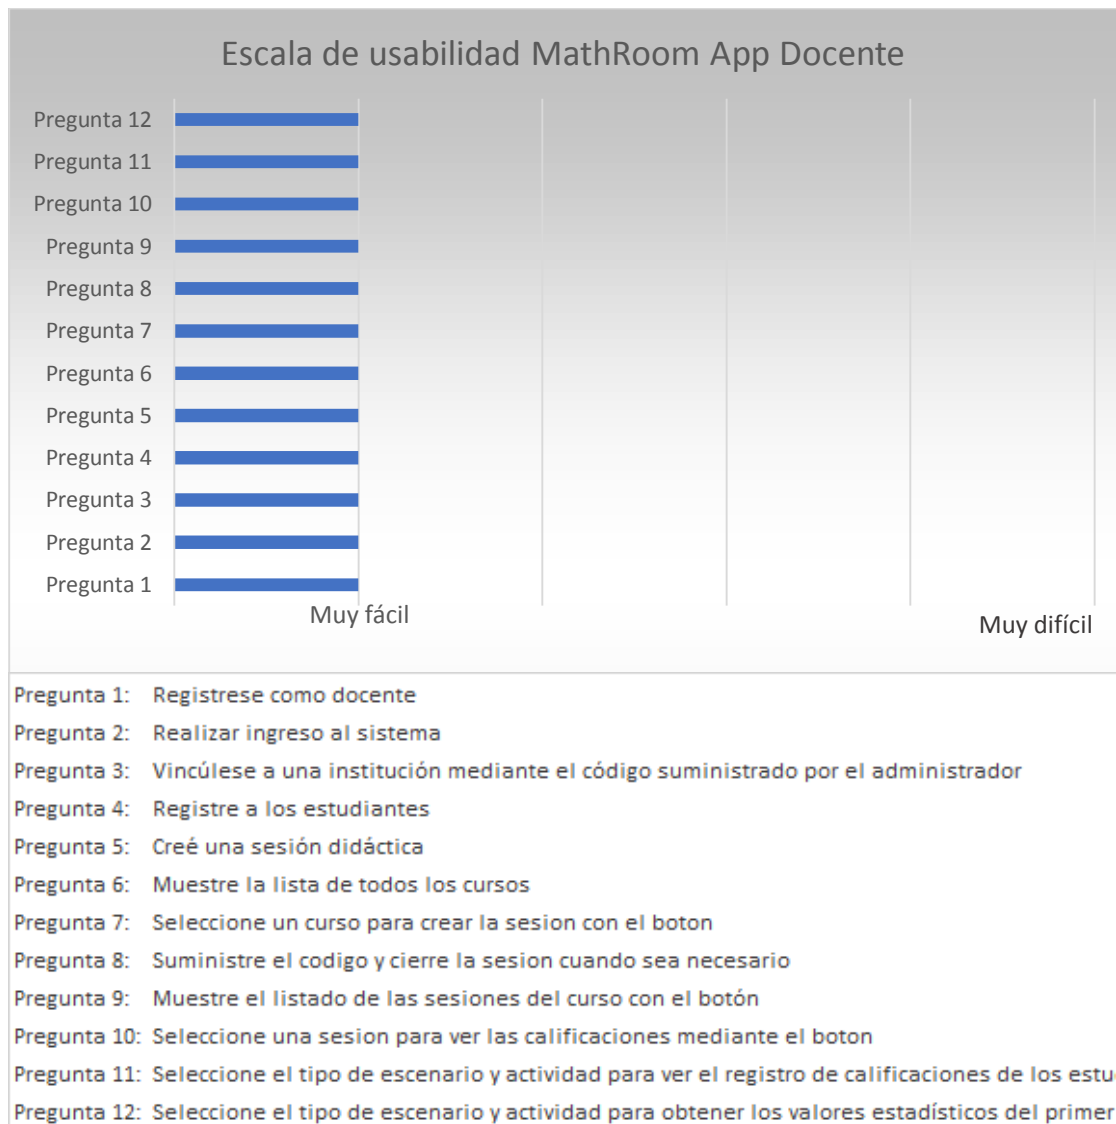 Escala de usabilidad MathRoom App Docente
Pregunta 12
Pregunta 11
Pregunta 10
Pregunta 9
Pregunta 8
Pregunta 7
Pregunta 6
Pregunta 5
Pregunta 4
Pregunta 3
Pregunta 2
Pregunta 1
Muy fácil
Muy difícil
Pregunta 1: Registrese como docente
Pregunta 2: Realizar ingreso al sistema
Pregunta 3: Vincúlese a una institución mediante el código suministrado por el administrador
Pregunta 4: Registre a los estudiantes
Pregunta 5: Creé una sesión didáctica
Pregunta 6: Muestre la lista de todos los cursos
Pregunta 7: Seleccione un curso para crear la sesion con el boton
Pregunta 8: Suministre el codigo y cierre la sesion cuando sea necesario
Pregunta 9: Muestre el listado de las sesiones del curso con el botón
Pregunta 10: Seleccione una sesion para ver las calificaciones mediante el boton
Pregunta 11: Seleccione el tipo de escenario y actividad para ver el registro de calificaciones de los estu
Pregunta 12: Seleccione el tipo de escenario y actividad para obtener los valores estadísticos del primer